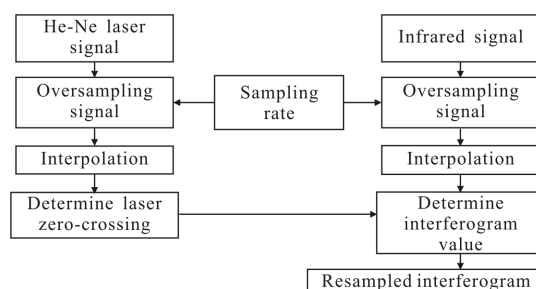 He-Ne laser
signal
Infrared signal
Oversampling
signal
Sampling
rate
Oversampling
signal
Interpolation
Interpolation
Determine laser
zero-crossing
Determine
interferogram
value
Resampled interferogram